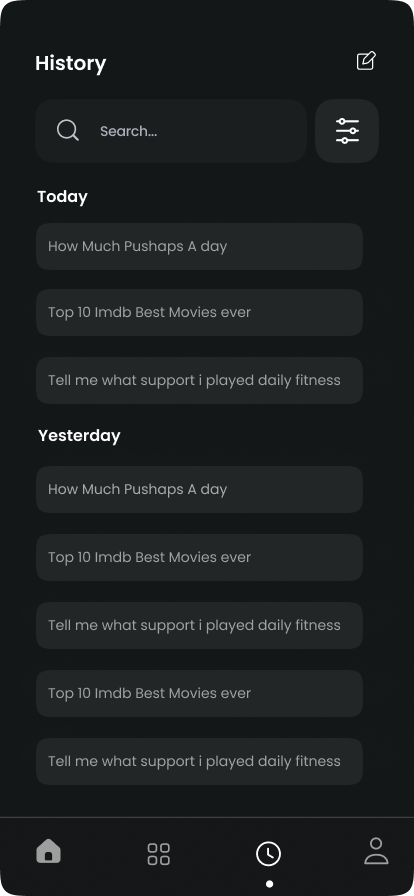 History
Search...
Today
How Much Pushaps A day
Top 10 Imdb Best Movies ever
Tell me what support i played daily fitness
Yesterday
How Much Pushaps A day
Top 10 Imdb Best Movies ever
Tell me what support i played daily fitness
Top 10 Imdb Best Movies ever
Tell me what support i played daily fitness